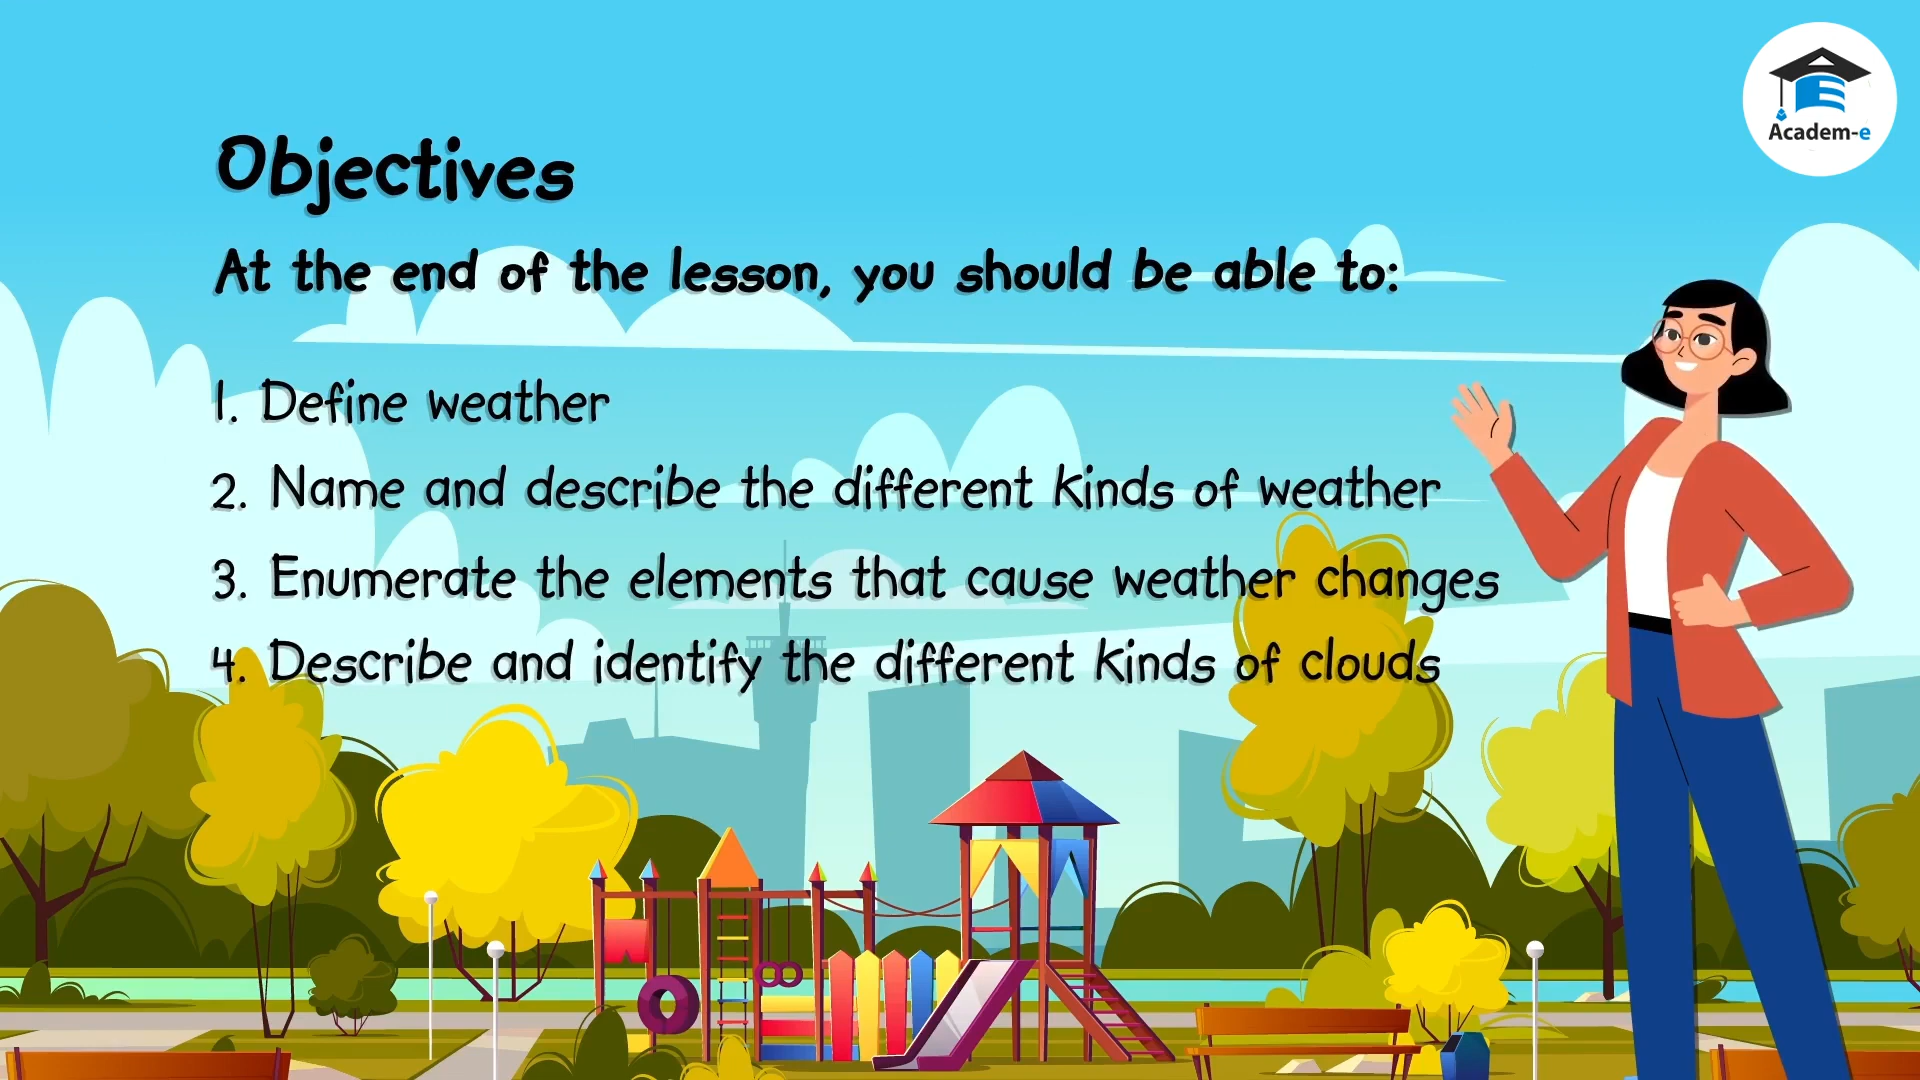 Academ-e
Objectives
At the end of the lesson, you should be able to:
1. Define weather
2. Name and describe the different kinds of weather
3. Enumerate the elements that cause weather changes
4. Describe and identify the different kinds of clouds